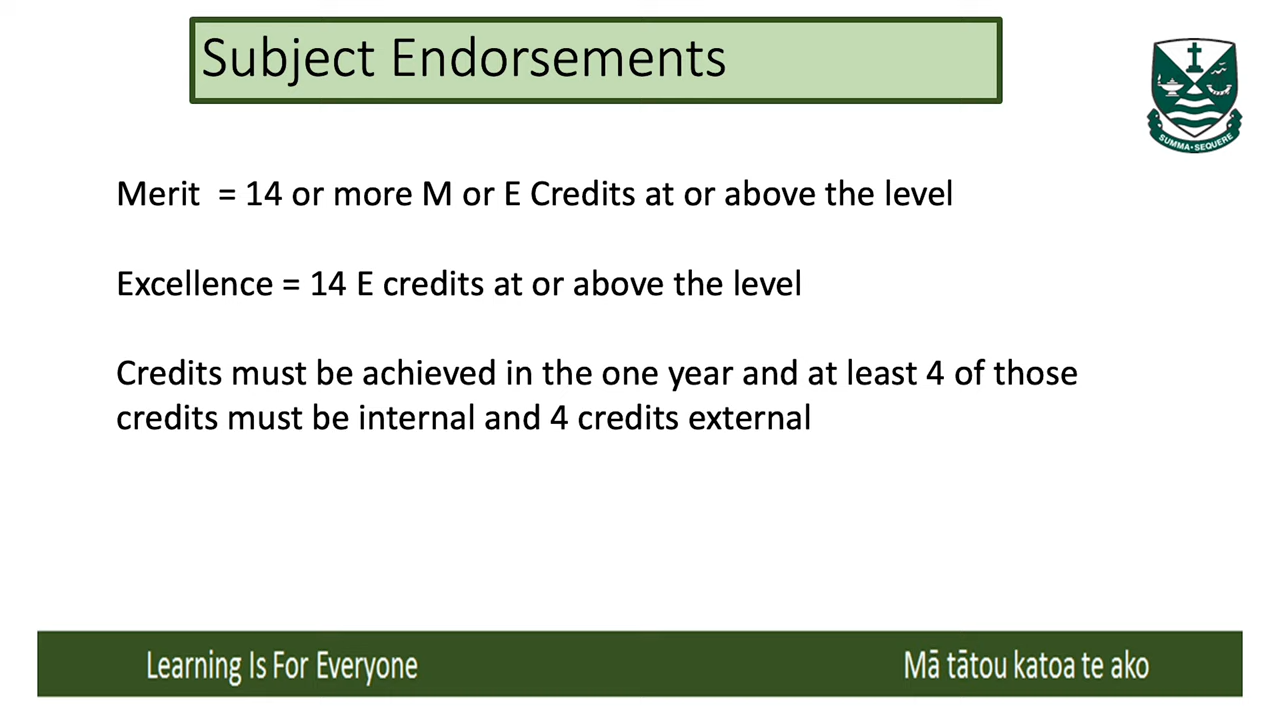 Subject Endorsements
SUMMA · SEQUERE
Merit  = 14 or more M or E Credits at or above the level
Excellence = 14 E credits at or above the level
Credits must be achieved in the one year and at least 4 of those
credits must be internal and 4 credits external
Learning Is For Everyone
Mā tātou katoa te ako